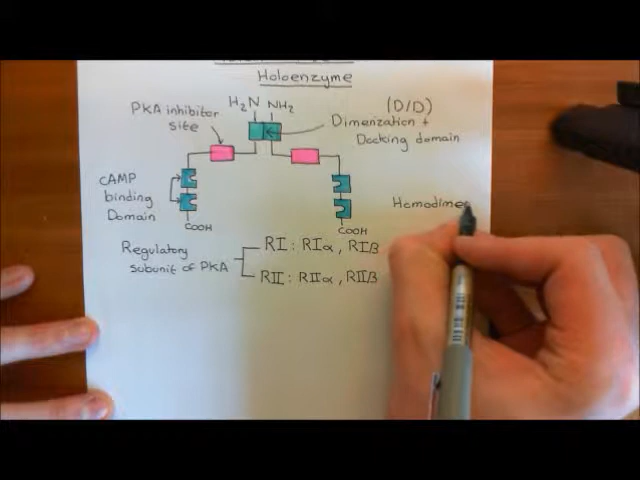 Holoenzyme
H₂N NH₂
PKA inhibitor
site
(D/D)
Dimerization +
Docking domain
cAMP
binding
Domain
COOH
COOH
Homodime
Regulatory
subunit of PKA
RI : RIα, RIβ
RII : RIIα, RIIβ